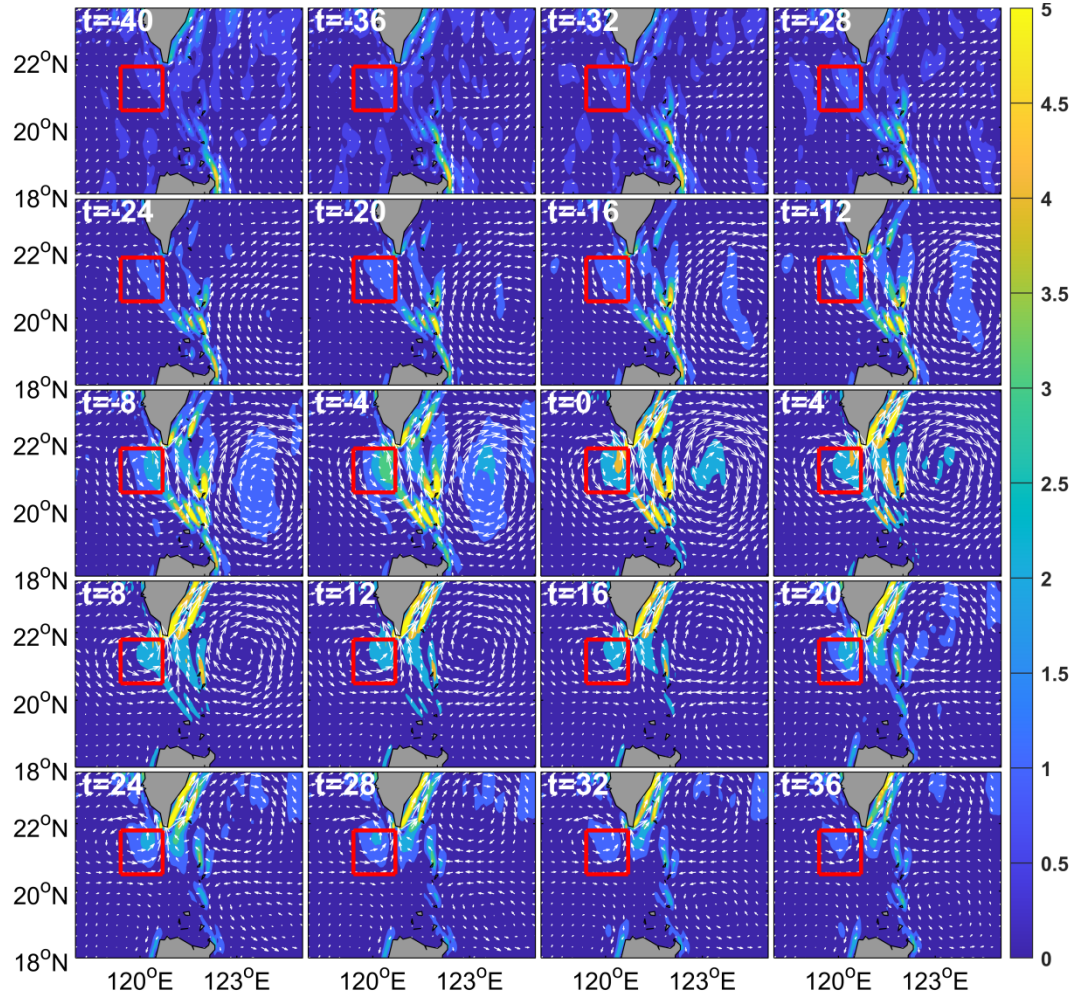 t=-40 t=-36 t=-32 t=-28 5
22°N 4.5
20°N 4
18°N
t=-24 t=-20 t=-16 t=-12
22°N 3.5
20°N
18°N 3
t=-8 t=-4 t=0 t=4
22°N 2.5
20°N
18°N 2
t=8 t=12 t=16 t=20
22°N 1.5
20°N
18°N 1
t=24 t=28 t=32 t=36
22°N 0.5
20°N
18°N 0
120°E 123°E 120°E 123°E 120°E 123°E 120°E 123°E